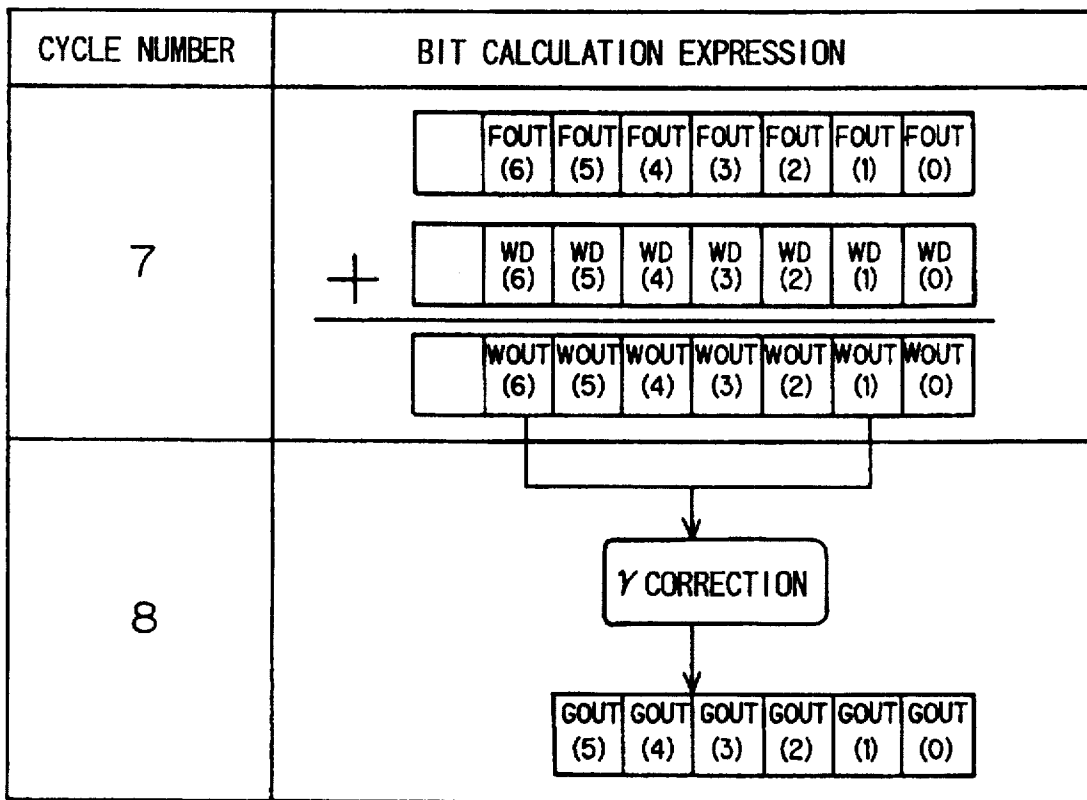 CYCLE NUMBER BIT CALCULATION EXPRESSION
FOUT FOUT FOUT FOUT FOUT FOUT FOUT
(6) (5) (4) (3) (2) (1) (0)
7
+
WD WD WD WD WD WD WD
(6) (5) (4) (3) (2) (1) (0)
WOUT WOUT WOUT WOUT WOUT WOUT WOUT
(6) (5) (4) (3) (2) (1) (0)
8
γ CORRECTION
GOUT GOUT GOUT GOUT GOUT GOUT
(5) (4) (3) (2) (1) (0)